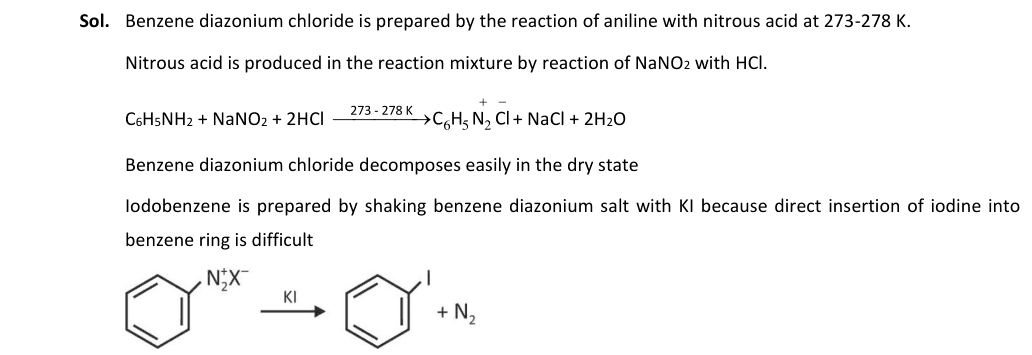 Sol. Benzene diazonium chloride is prepared by the reaction of aniline with nitrous acid at 273-278 K.
Nitrous acid is produced in the reaction mixture by reaction of NaNO₂ with HCl.
C₆H₅NH₂ + NaNO₂ + 2HCl ⟶(273 - 278 K) C₆H₅N₂⁺Cl⁻ + NaCl + 2H₂O
Benzene diazonium chloride decomposes easily in the dry state
Iodobenzene is prepared by shaking benzene diazonium salt with KI because direct insertion of iodine into
benzene ring is difficult
N₂⁺X⁻ KI I + N₂